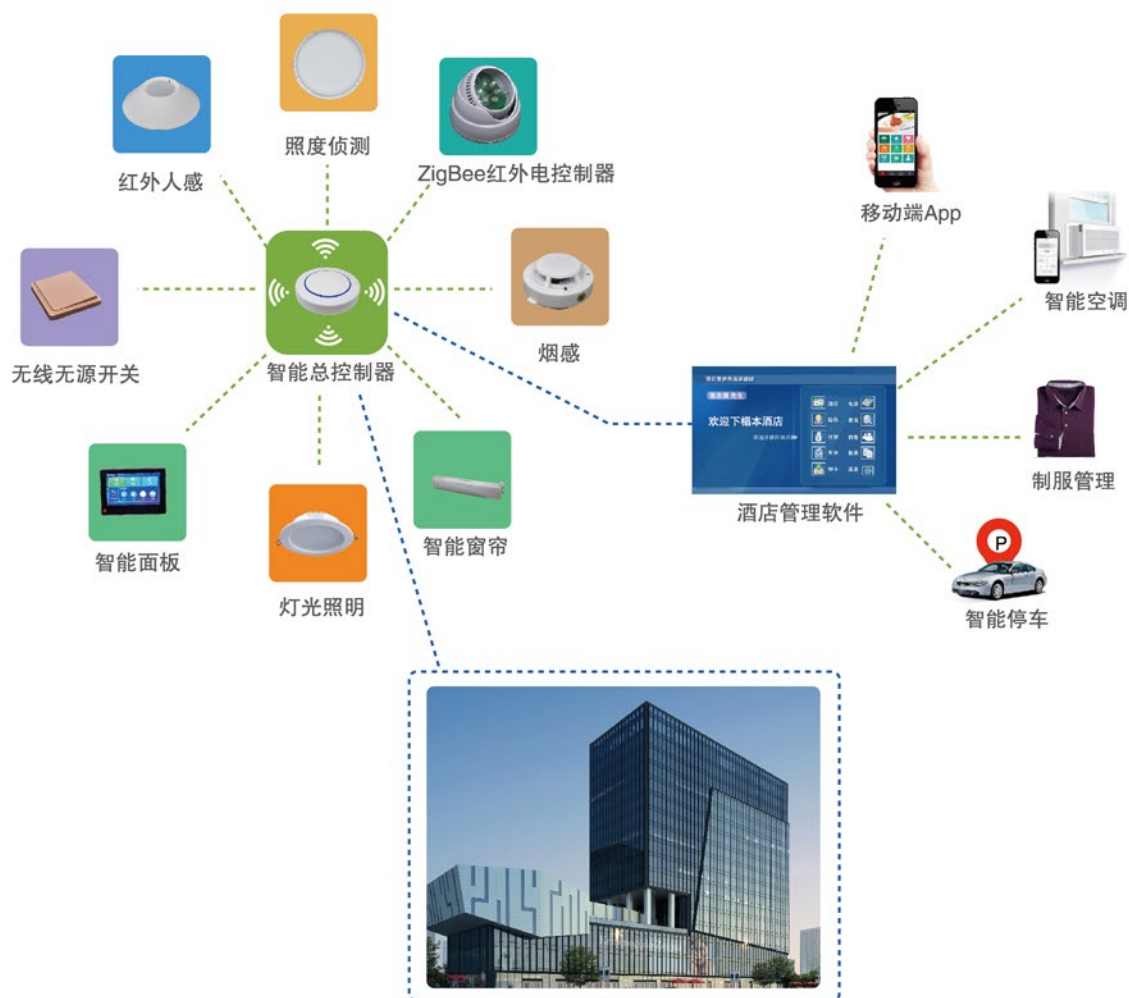 照度侦测
红外人感
ZigBee红外电控制器
移动端App
智能空调
无线无源开关
智能总控制器
烟感
欢迎下榻本酒店
制服管理
酒店管理软件
智能面板
灯光照明
智能窗帘
P
智能停车